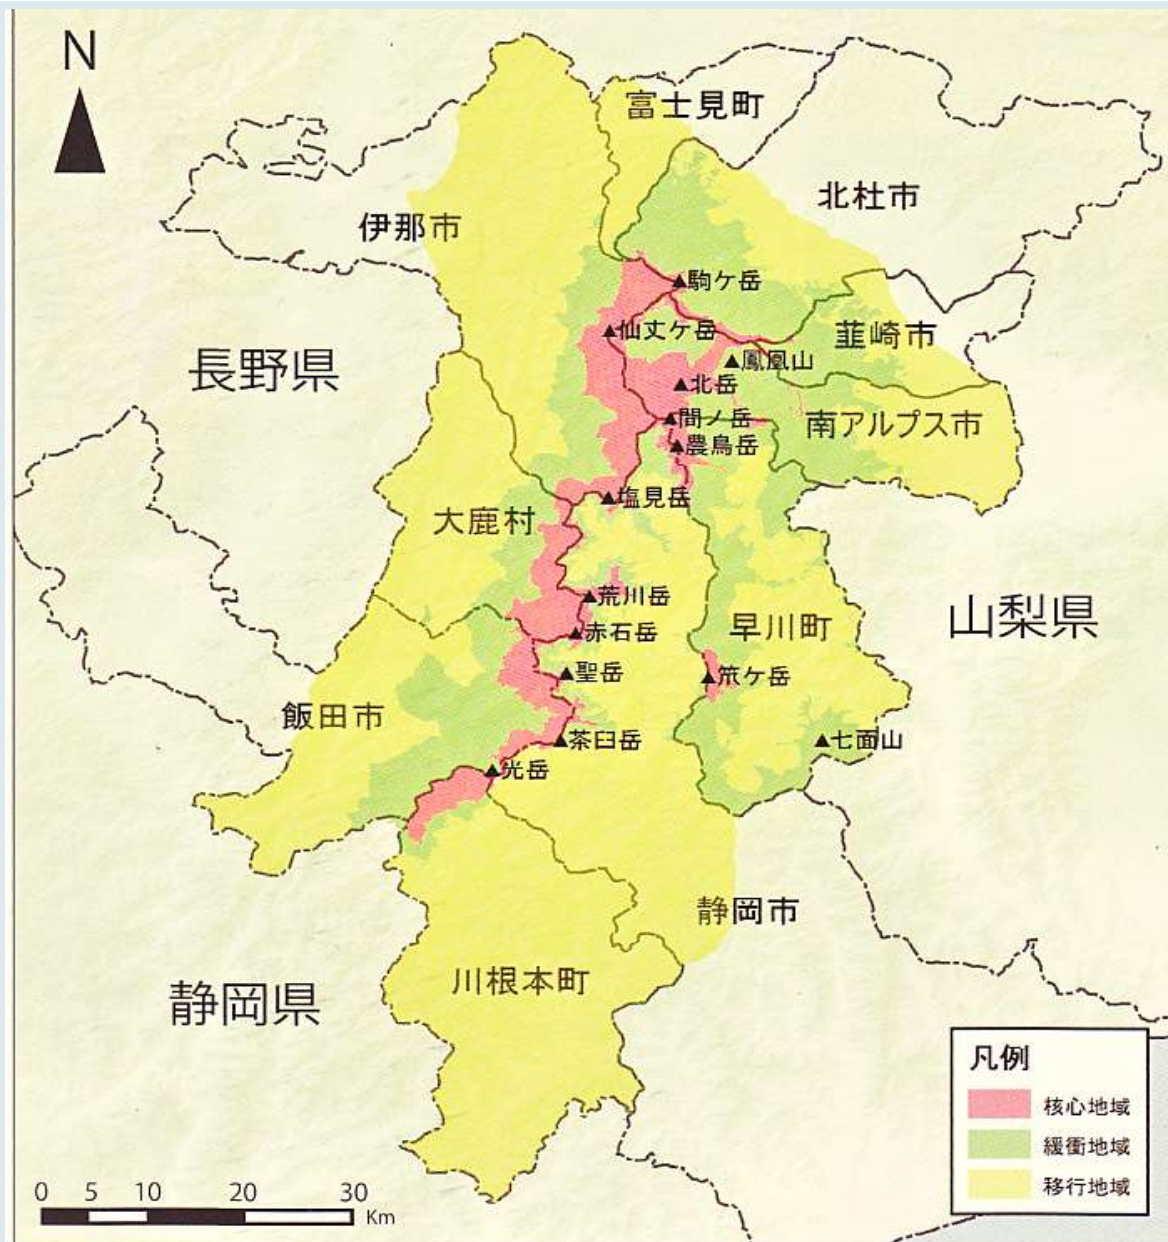 N
富士見町
北杜市
伊那市
駒ケ岳
仙丈ケ岳
韮崎市
鳳凰山
長野県
北岳
間ノ岳
南アルプス市
農鳥岳
塩見岳
大鹿村
荒川岳
山梨県
早川町
赤石岳
聖岳
笊ケ岳
飯田市
茶臼岳
七面山
光岳
静岡市
川根本町
静岡県
凡例
核心地域
緩衝地域
移行地域
0 5 10 20 30
Km